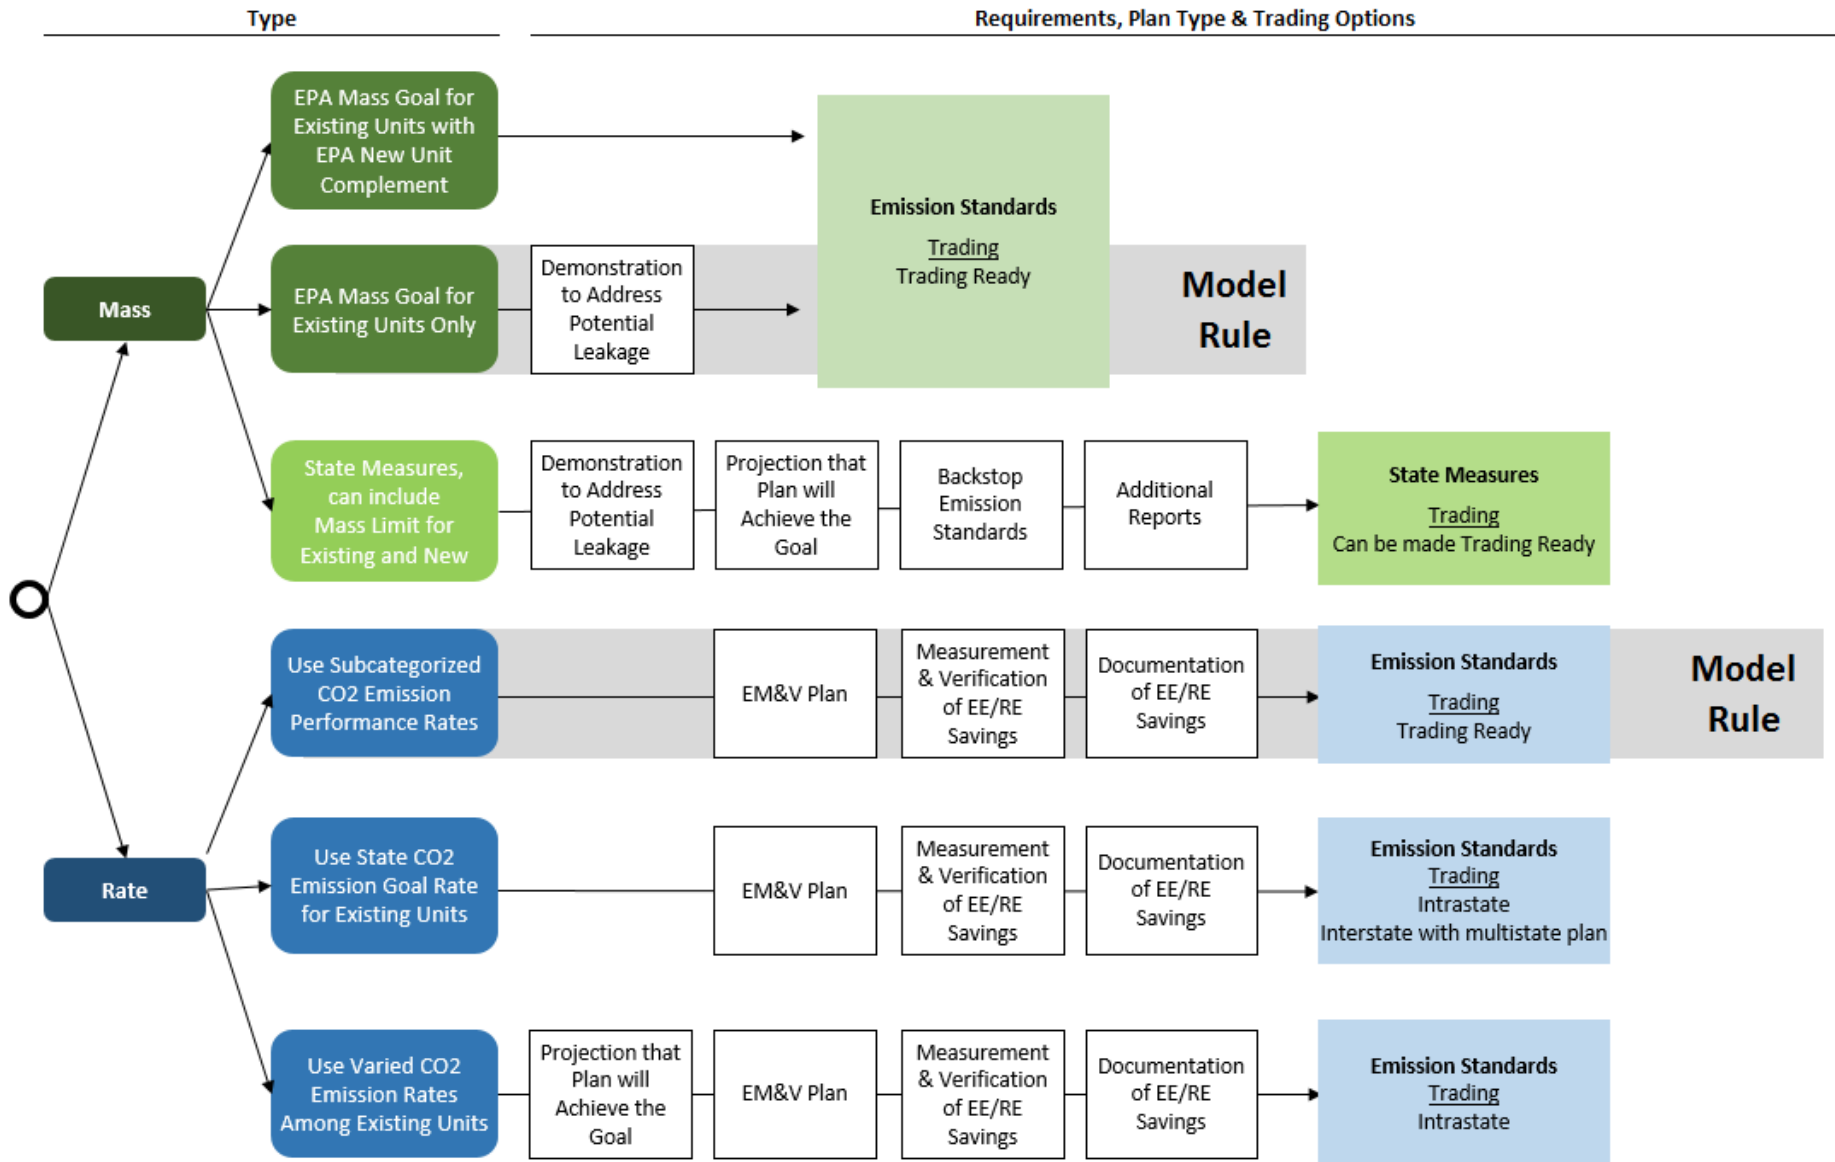 Type
Requirements, Plan Type & Trading Options
EPA Mass Goal for
Existing Units with
EPA New Unit
Complement
Emission Standards
Trading
Trading Ready
Mass
EPA Mass Goal for
Existing Units Only
Demonstration
to Address
Potential
Leakage
Model
Rule
State Measures,
can include
Mass Limit for
Existing and New
Demonstration
to Address
Potential
Leakage
Projection that
Plan will
Achieve the
Goal
Backstop
Emission
Standards
Additional
Reports
State Measures
Trading
Can be made Trading Ready
Use Subcategorized
CO2 Emission
Performance Rates
EM&V Plan
Measurement
& Verification
of EE/RE
Savings
Documentation
of EE/RE
Savings
Emission Standards
Trading
Trading Ready
Model
Rule
Rate
Use State CO2
Emission Goal Rate
for Existing Units
EM&V Plan
Measurement
& Verification
of EE/RE
Savings
Documentation
of EE/RE
Savings
Emission Standards
Trading
Intrastate
Interstate with multistate plan
Use Varied CO2
Emission Rates
Among Existing Units
Projection that
Plan will
Achieve the
Goal
EM&V Plan
Measurement
& Verification
of EE/RE
Savings
Documentation
of EE/RE
Savings
Emission Standards
Trading
Intrastate